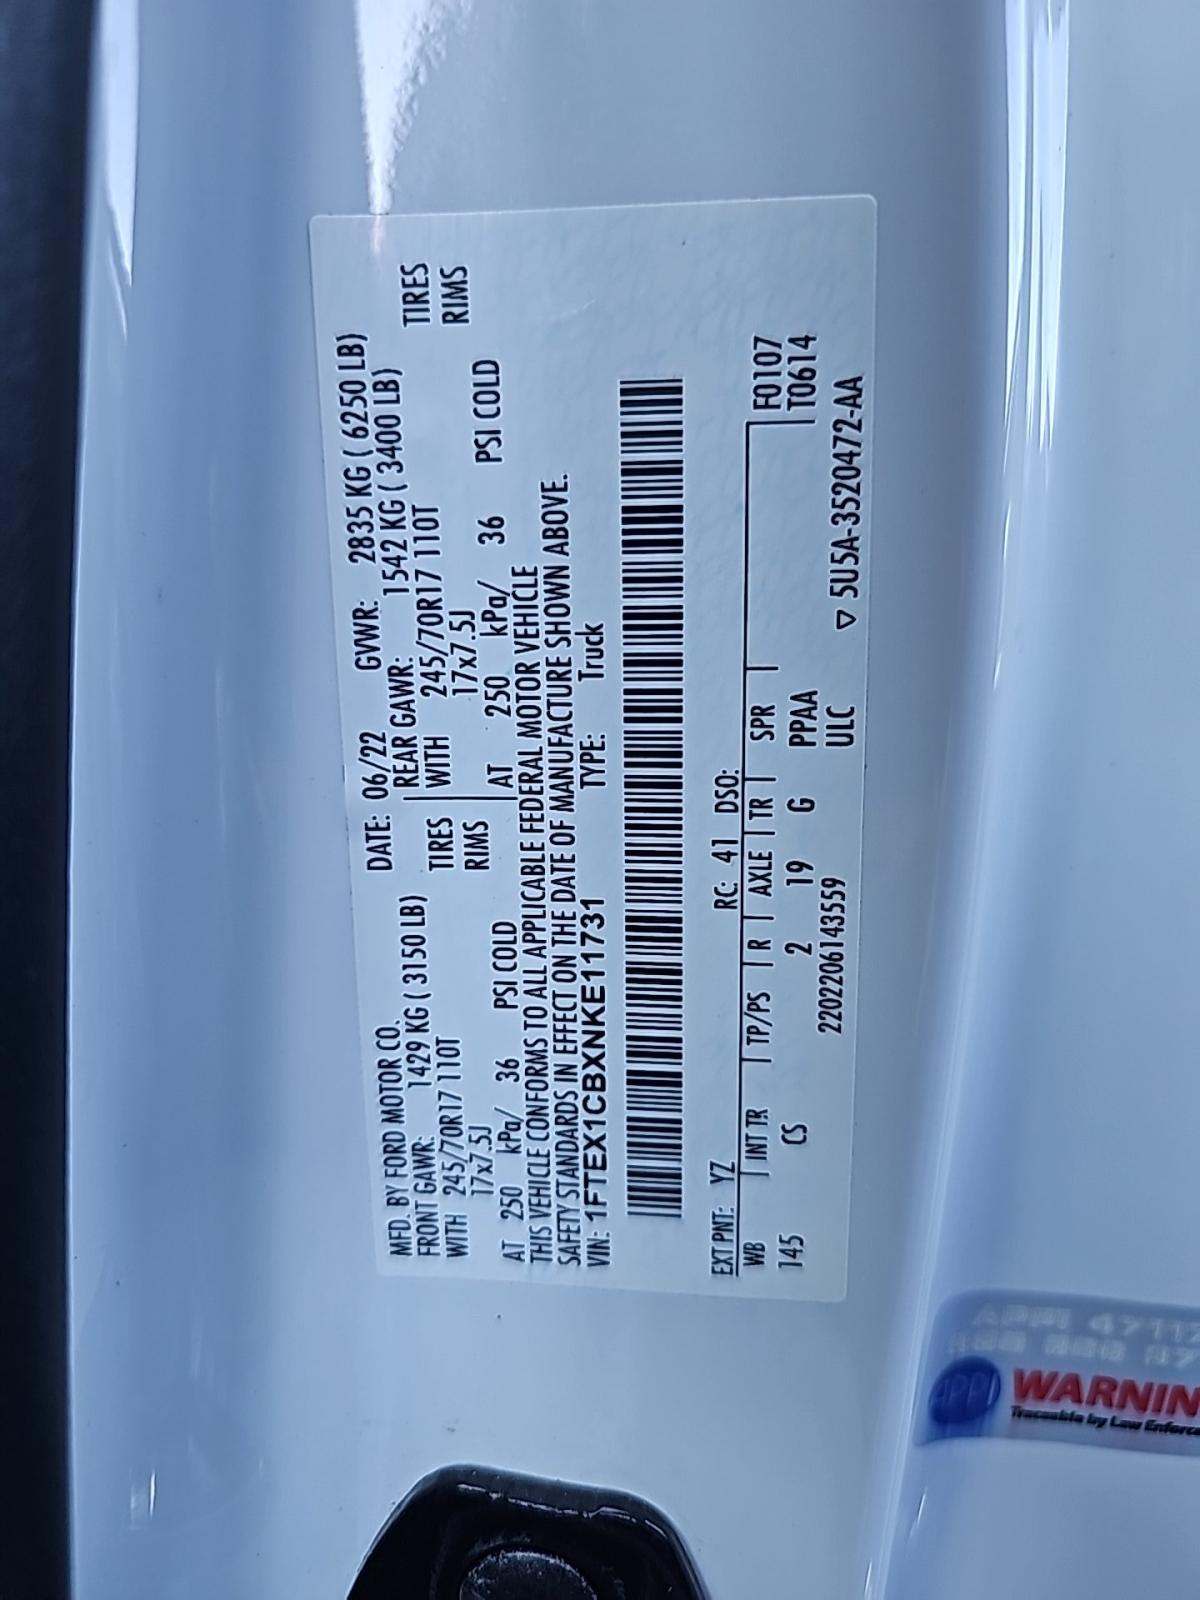 MFD. BY FORD MOTOR CO. DATE: 06/22 GVWR: 2835 KG ( 6250 LB)
FRONT GAWR: 1429 KG ( 3150 LB) REAR GAWR: 1542 KG ( 3400 LB)
WITH 245/70R17 110T TIRES WITH 245/70R17 110T TIRES
17x7.5J RIMS 17x7.5J RIMS
AT 250 kPa/ 36 PSI COLD AT 250 kPa/ 36 PSI COLD
THIS VEHICLE CONFORMS TO ALL APPLICABLE FEDERAL MOTOR VEHICLE
SAFETY STANDARDS IN EFFECT ON THE DATE OF MANUFACTURE SHOWN ABOVE.
VIN: 1FTEX1CBXNKE11731 TYPE: Truck
EXT PNT: YZ RC: 41 DSO:
WB INT TR TP/PS R AXLE TR SPR F0107
145 CS 2 19 G PPAA T0614
2202206143559 ULC ▽ 5U5A-3520472-AA
WARNIN
Traceable by Law Enforce